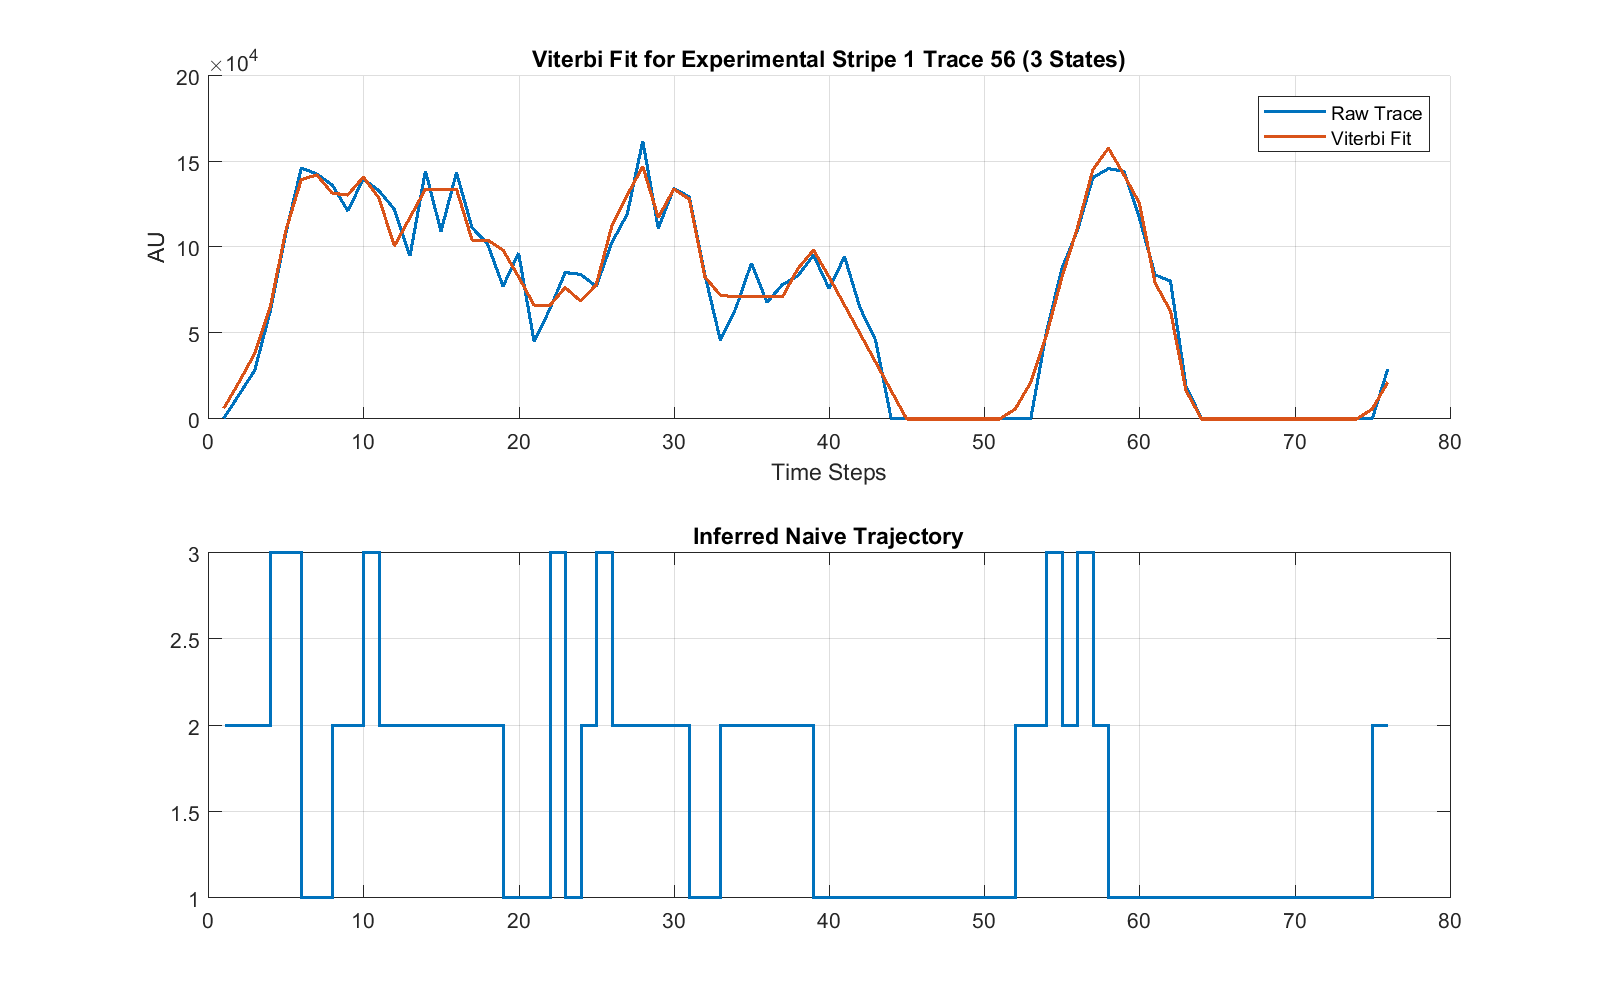 Viterbi Fit for Experimental Stripe 1 Trace 56 (3 States)
×10⁴
20
15
10
5
0
AU
Raw Trace
Viterbi Fit
0 10 20 30 40 50 60 70 80
Time Steps
Inferred Naive Trajectory
3
2.5
2
1.5
1
0 10 20 30 40 50 60 70 80